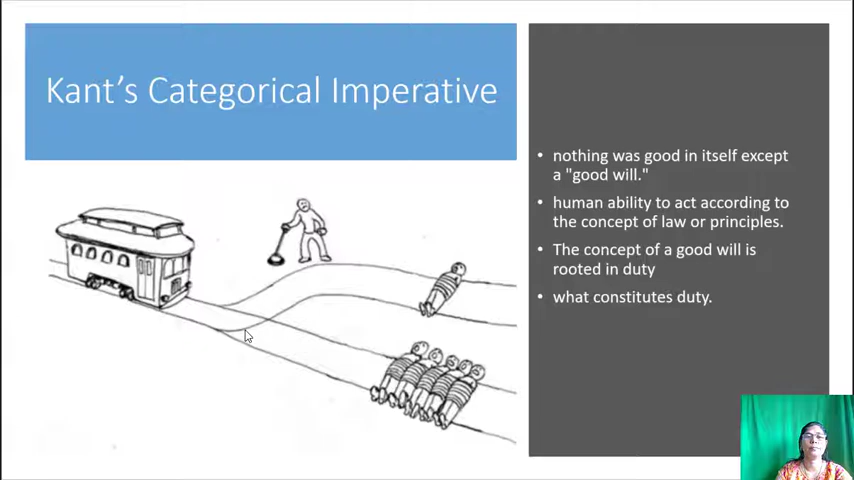 Kant's Categorical Imperative
• nothing was good in itself except
a "good will."
• human ability to act according to
the concept of law or principles.
• The concept of a good will is
rooted in duty
• what constitutes duty.